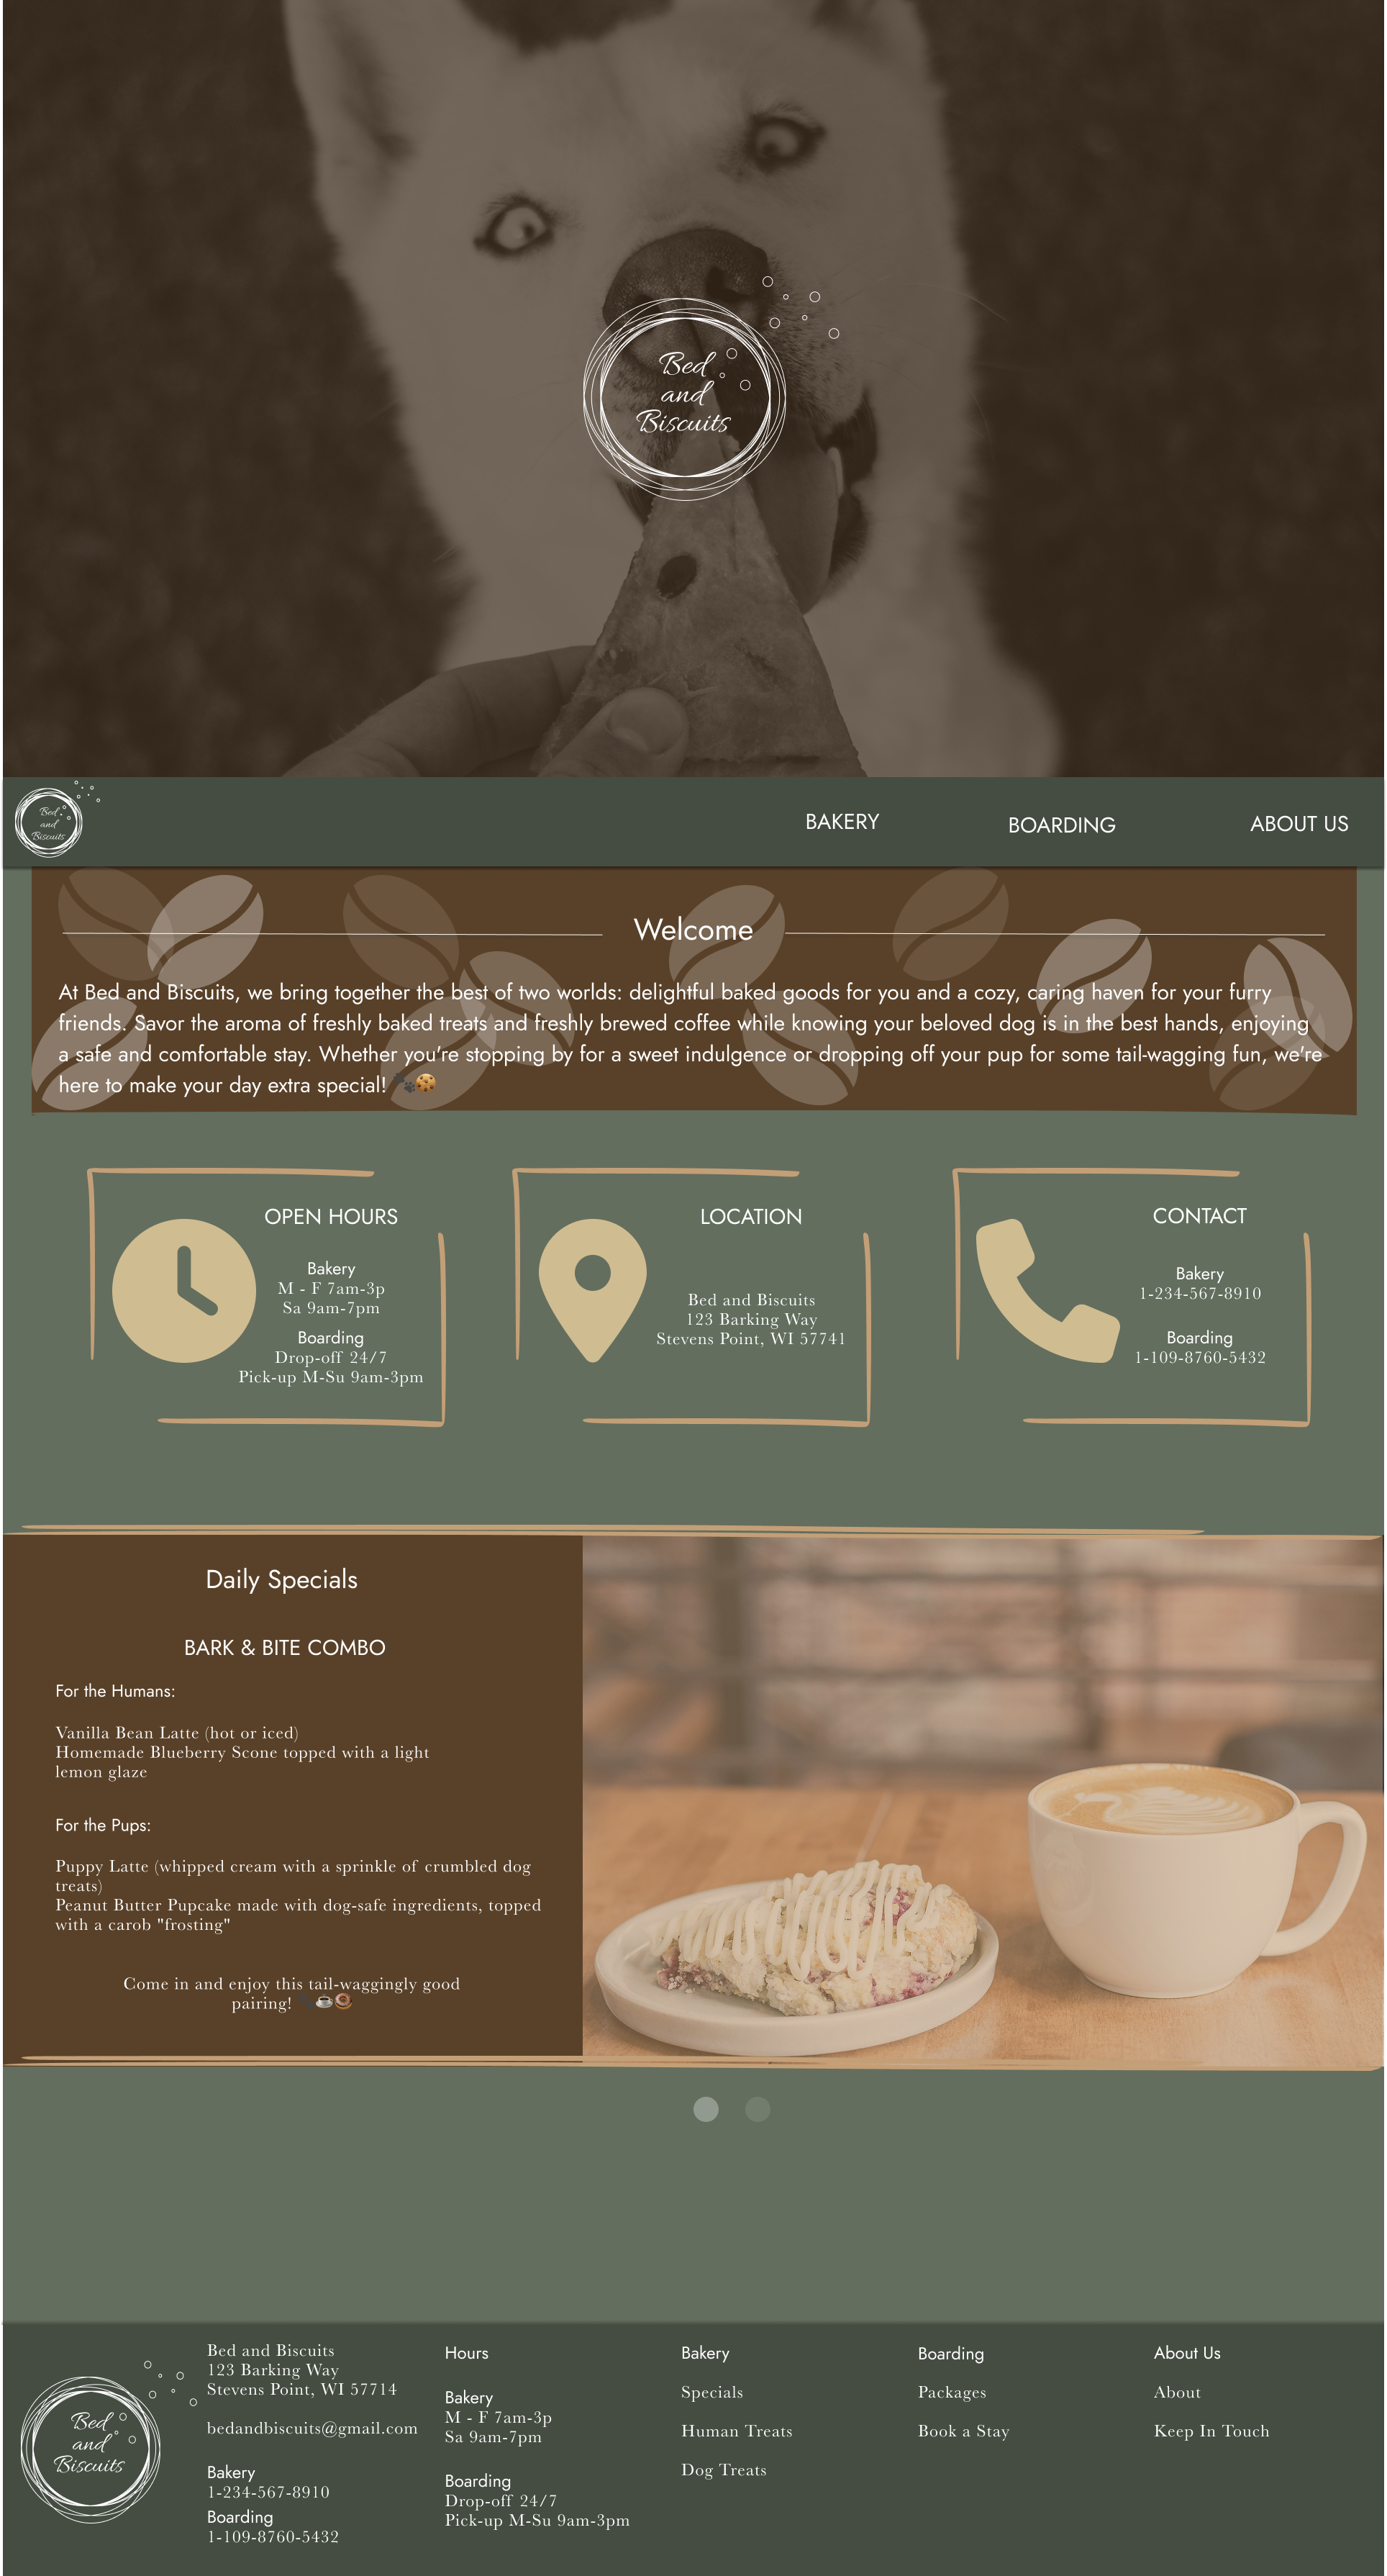 Bed
and
Biscuits
Bed
and
Biscuits
BAKERY
BOARDING
ABOUT US
Welcome
At Bed and Biscuits, we bring together the best of two worlds: delightful baked goods for you and a cozy, caring haven for your furry
friends. Savor the aroma of freshly baked treats and freshly brewed coffee while knowing your beloved dog is in the best hands, enjoying
a safe and comfortable stay. Whether you're stopping by for a sweet indulgence or dropping off your pup for some tail-wagging fun, we're
here to make your day extra special! 🐾🍪
OPEN HOURS
Bakery
M - F 7am-3p
Sa 9am-7pm
Boarding
Drop-off 24/7
Pick-up M-Su 9am-3pm
LOCATION
Bed and Biscuits
123 Barking Way
Stevens Point, WI 57741
CONTACT
Bakery
1-234-567-8910
Boarding
1-109-8760-5432
Daily Specials
BARK & BITE COMBO
For the Humans:
Vanilla Bean Latte (hot or iced)
Homemade Blueberry Scone topped with a light
lemon glaze
For the Pups:
Puppy Latte (whipped cream with a sprinkle of crumbled dog
treats)
Peanut Butter Pupcake made with dog-safe ingredients, topped
with a carob "frosting"
Come in and enjoy this tail-waggingly good
pairing! 🐾☕🍩
Bed
and
Biscuits
Bed and Biscuits
123 Barking Way
Stevens Point, WI 57714
bedandbiscuits@gmail.com
Bakery
1-234-567-8910
Boarding
1-109-8760-5432
Hours
Bakery
M - F 7am-3p
Sa 9am-7pm
Boarding
Drop-off 24/7
Pick-up M-Su 9am-3pm
Bakery
Specials
Human Treats
Dog Treats
Boarding
Packages
Book a Stay
About Us
About
Keep In Touch